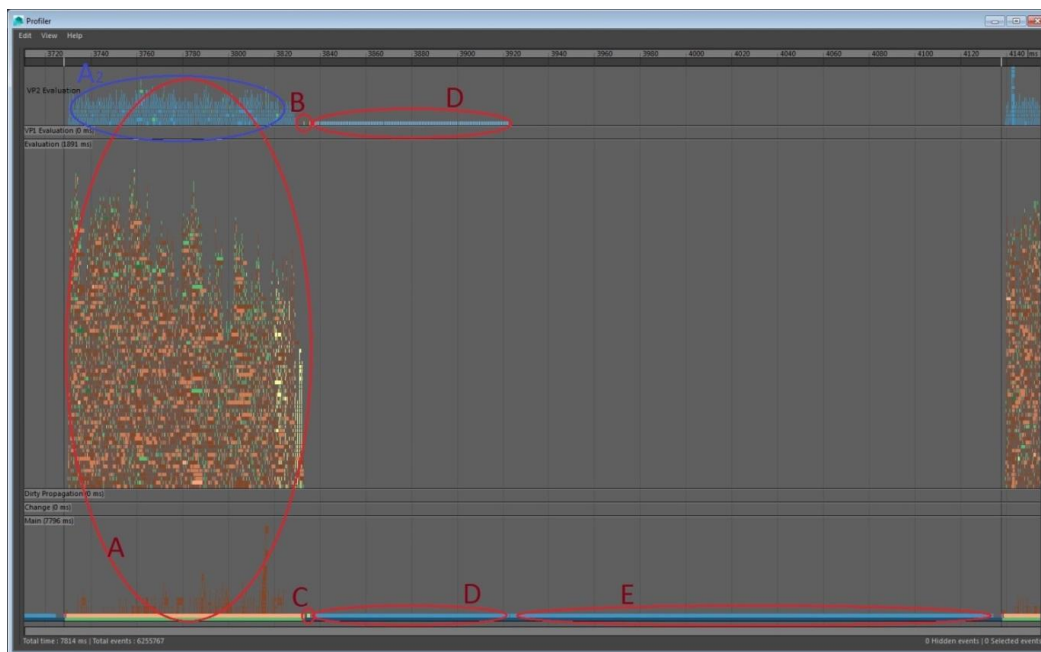 Profiler
Edit View Help
3720 3740 3760 3780 3800 3820 3840 3860 3880 3900 3920 3940 3960 3980 4000 4020 4040 4060 4080 4100 4120 4140 ms
A2
VP2 Evaluation
B D
VP1 Evaluation (0 ms)
Evaluation (1891 ms)
Dirty Propagation (0 ms)
Change (0 ms)
Main (7796 ms)
A
C D E
Total time : 7814 ms | Total events : 6255767 0 Hidden events | 0 Selected events